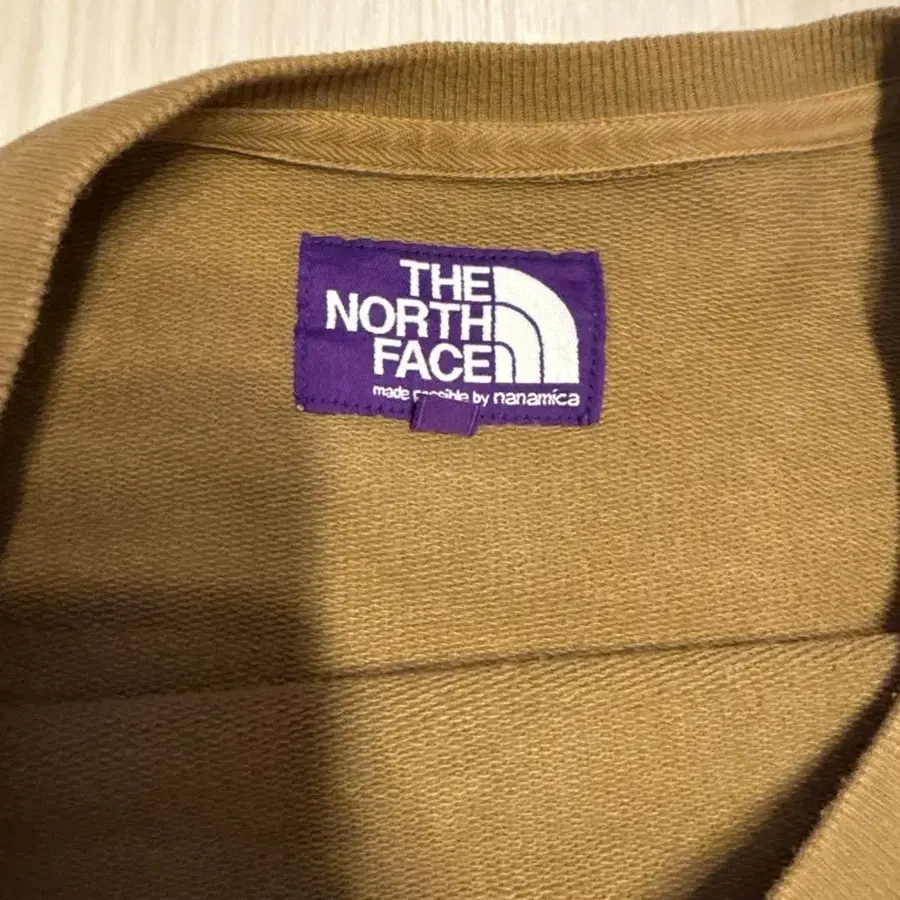 THE
NORTH
FACE
made possible by nanamica